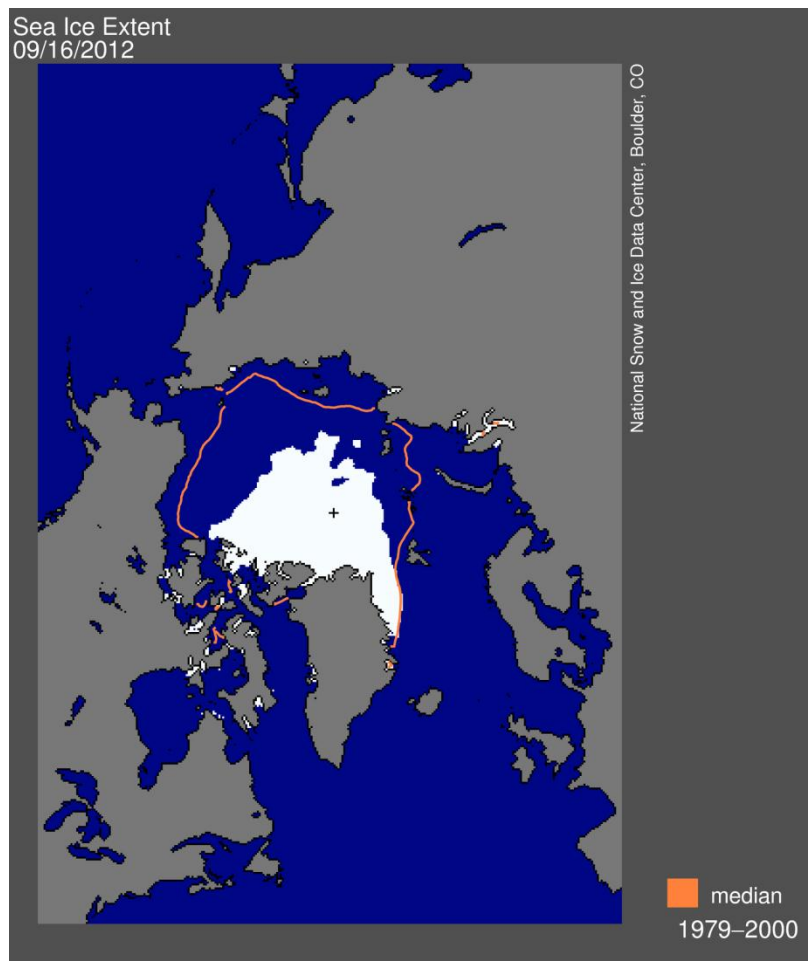 Sea Ice Extent
09/16/2012
National Snow and Ice Data Center, Boulder, CO
median
1979–2000